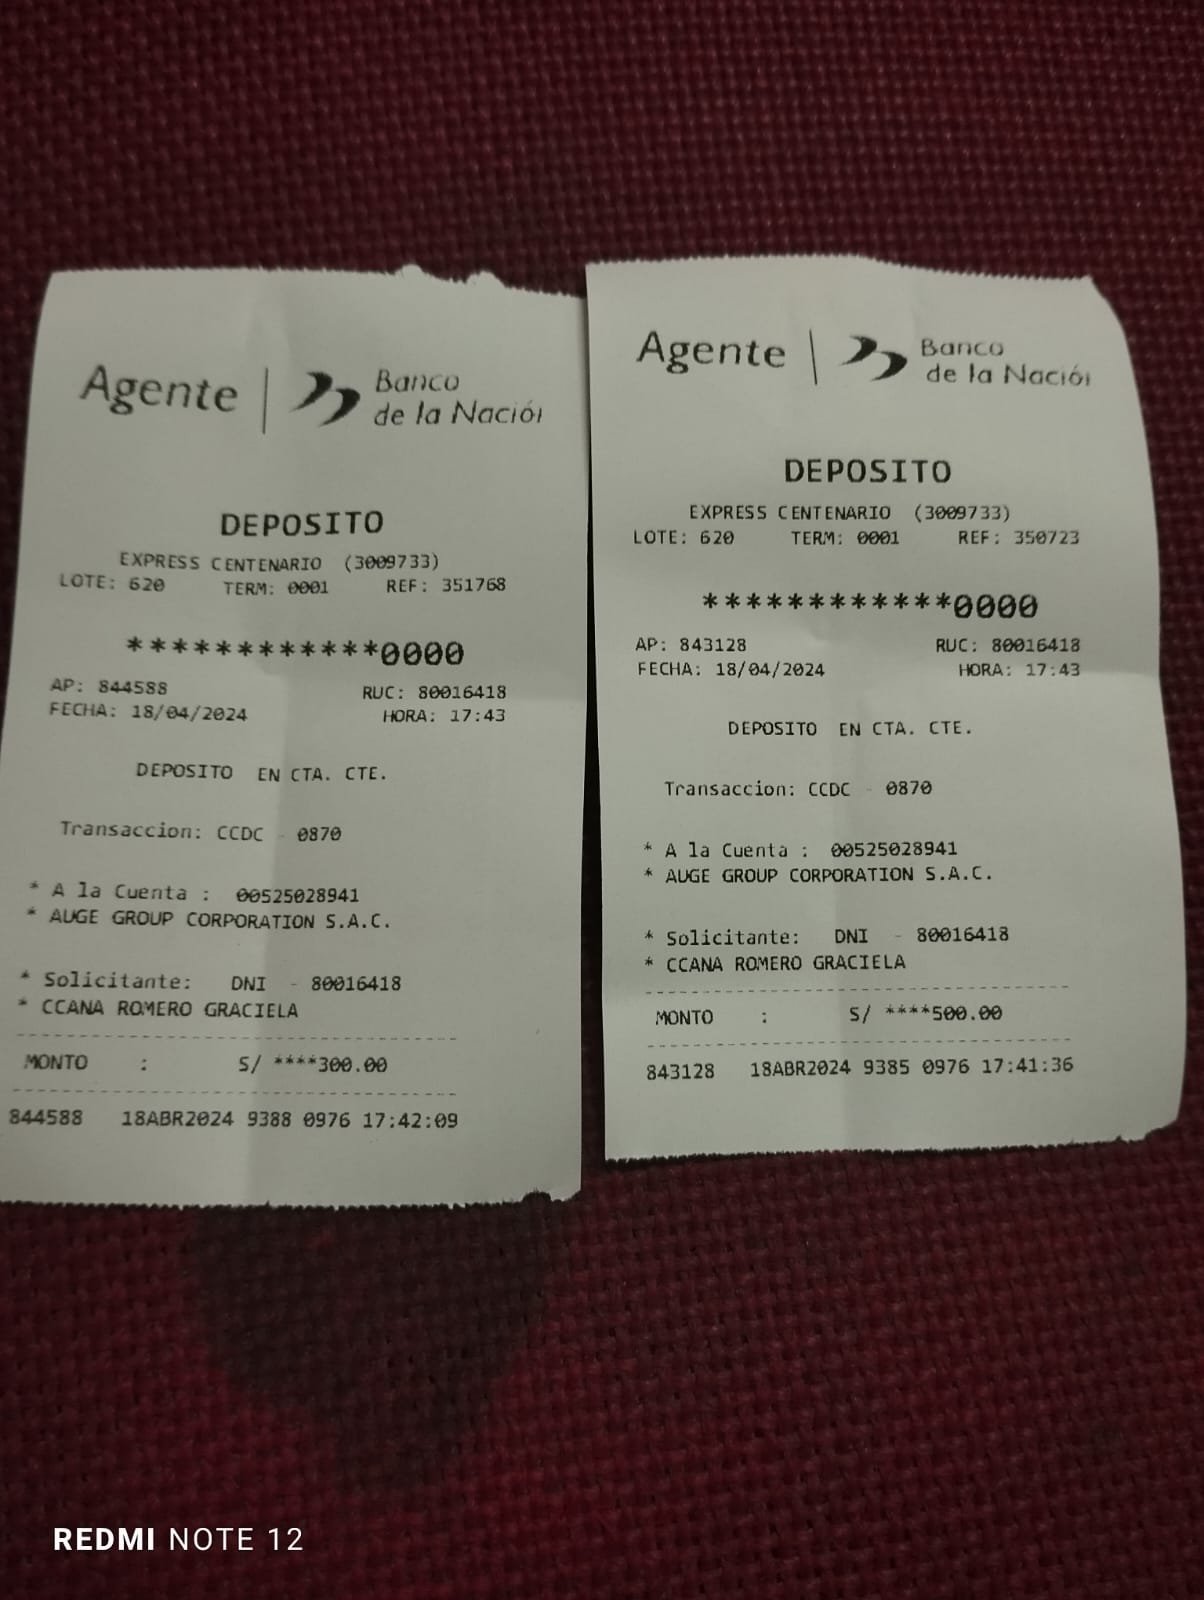 Agente | Banco
de la Nación
DEPOSITO
EXPRESS CENTENARIO (3009733)
LOTE: 620 TERM: 0001 REF: 351768
************0000
AP: 844588 RUC: 80016418
FECHA: 18/04/2024 HORA: 17:43
DEPOSITO EN CTA. CTE.
Transaccion: CCDC - 0870
* A la Cuenta : 00525028941
* AUGE GROUP CORPORATION S.A.C.
* Solicitante: DNI - 80016418
* CCANA ROMERO GRACIELA
MONTO : S/ ****300.00
844588 18ABR2024 9388 0976 17:42:09
Agente | Banco
de la Nación
DEPOSITO
EXPRESS CENTENARIO (3009733)
LOTE: 620 TERM: 0001 REF: 350723
************0000
AP: 843128 RUC: 80016418
FECHA: 18/04/2024 HORA: 17:43
DEPOSITO EN CTA. CTE.
Transaccion: CCDC - 0870
* A la Cuenta : 00525028941
* AUGE GROUP CORPORATION S.A.C.
* Solicitante: DNI - 80016418
* CCANA ROMERO GRACIELA
MONTO : S/ ****500.00
843128 18ABR2024 9385 0976 17:41:36
REDMI NOTE 12